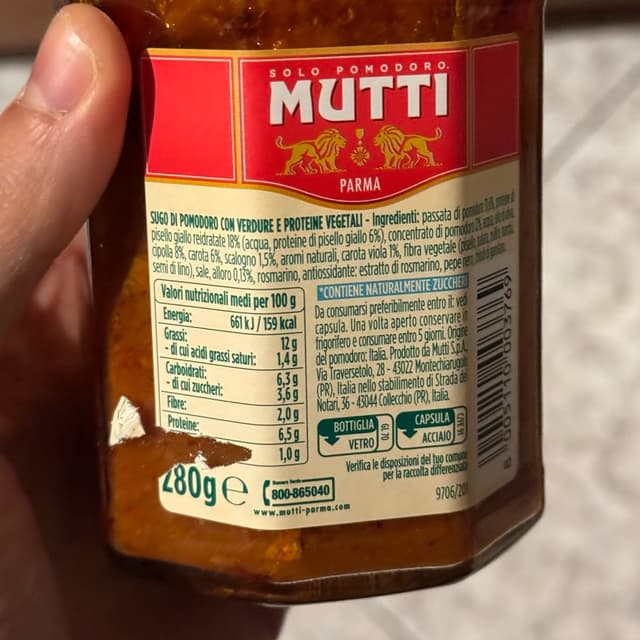 SOLO POMODORO.
MUTTI
PARMA
SUGO DI POMODORO CON VERDURE E PROTEINE VEGETALI - Ingredienti: passata di pomodoro
pisello giallo reidratate 18% (acqua, proteine di pisello giallo 6%), concentrato di pomodoro
cipolla 8%, carota 6%, scalogno 1,5%, aromi naturali, carota viola 1%, fibra vegetale
semi di lino), sale, alloro 0,13%, rosmarino, antiossidante: estratto di rosmarino, pepe
Valori nutrizionali medi per 100 g
Energia: 661 kJ / 159 kcal
Grassi: 12 g
- di cui acidi grassi saturi: 1,4 g
Carboidrati: 6,3 g
- di cui zuccheri: 3,6 g
Fibre: 2,0 g
Proteine: 6,5 g
1,0 g
*CONTIENE NATURALMENTE ZUCCHERI
Da consumarsi preferibilmente entro il: vedi
capsula. Una volta aperto conservare in
frigorifero e consumare entro 5 giorni. Origine
del pomodoro: Italia. Prodotto da Mutti S.p.A.
Via Traversetolo, 28 - 43022 Montechiarugolo
(PR), Italia nello stabilimento di Strada dei
Notari, 36 - 43044 Collecchio (PR), Italia.
BOTTIGLIA
VETRO
GL 70
CAPSULA
ACCIAIO
Verifica le disposizioni del tuo comune
per la raccolta differenziata
280g e
800-865040
www.mutti-parma.com
9706/20